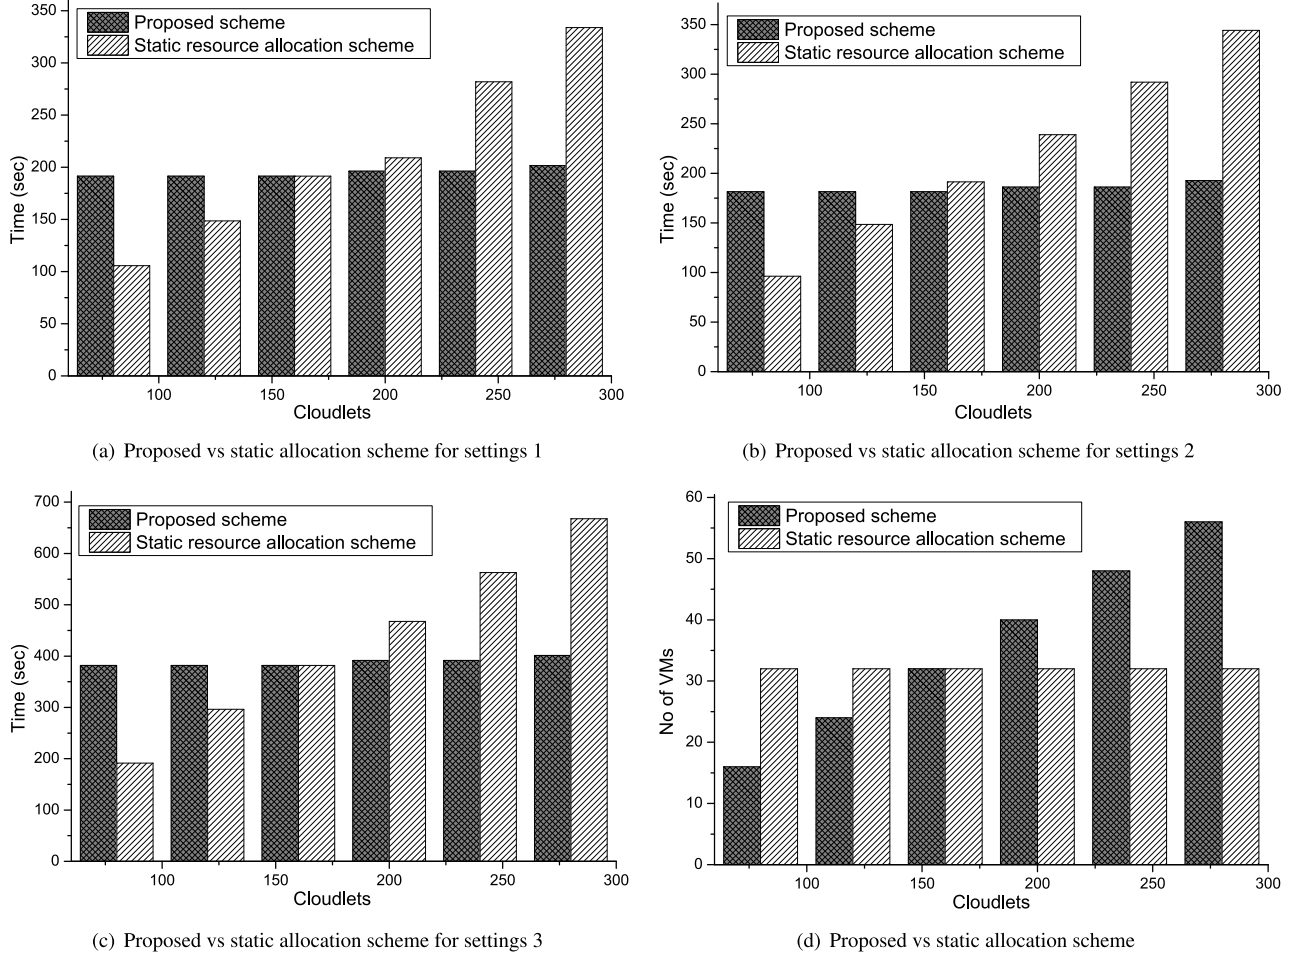 350
300
250
200
150
100
50
0
Time (sec)
Proposed scheme
Static resource allocation scheme
100 150 200 250 300
Cloudlets
(a) Proposed vs static allocation scheme for settings 1
350
300
250
200
150
100
50
0
Time (sec)
Proposed scheme
Static resource allocation scheme
100 150 200 250 300
Cloudlets
(b) Proposed vs static allocation scheme for settings 2
700
600
500
400
300
200
100
0
Time (sec)
Proposed scheme
Static resource allocation scheme
100 150 200 250 300
Cloudlets
(c) Proposed vs static allocation scheme for settings 3
60
50
40
30
20
10
0
No of VMs
Proposed scheme
Static resource allocation scheme
100 150 200 250 300
Cloudlets
(d) Proposed vs static allocation scheme